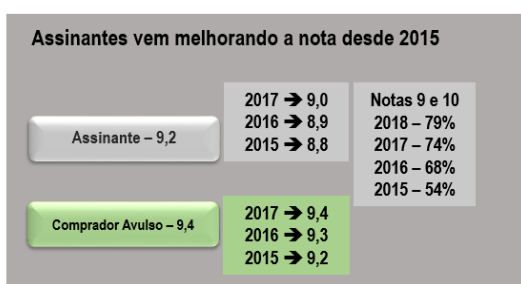 Assinantes vem melhorando a nota desde 2015
Assinante – 9,2
2017 ➔ 9,0
2016 ➔ 8,9
2015 ➔ 8,8
Notas 9 e 10
2018 – 79%
2017 – 74%
2016 – 68%
2015 – 54%
Comprador Avulso – 9,4
2017 ➔ 9,4
2016 ➔ 9,3
2015 ➔ 9,2